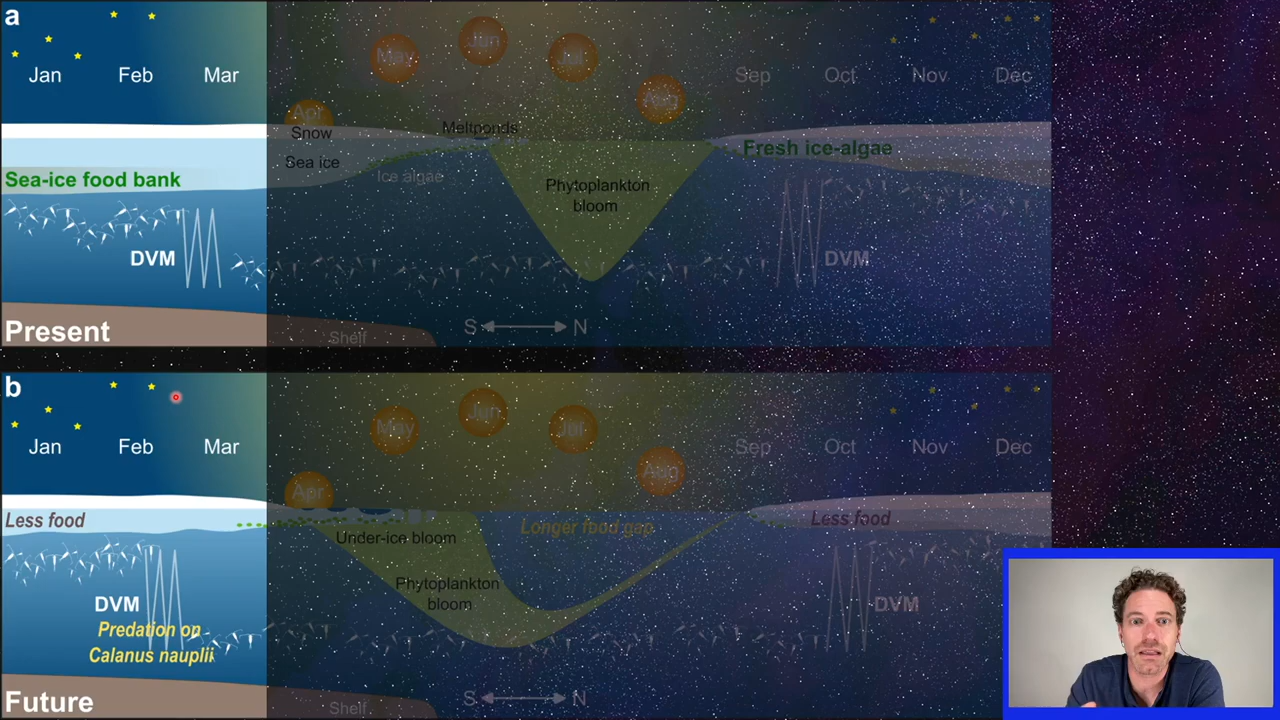 a
Jan Feb Mar Apr May Jun Jul Aug Sep Oct Nov Dec
Snow
Meltponds
Sea ice
Ice algae
Fresh ice-algae
Sea-ice food bank
Phytoplankton
bloom
DVM
DVM
S N
Present
Shelf
b
Jan Feb Mar Apr May Jun Jul Aug Sep Oct Nov Dec
Less food
Longer food gap
Less food
Under-ice bloom
Phytoplankton
bloom
DVM
DVM
Predation on
Calanus nauplii
S N
Future
Shelf